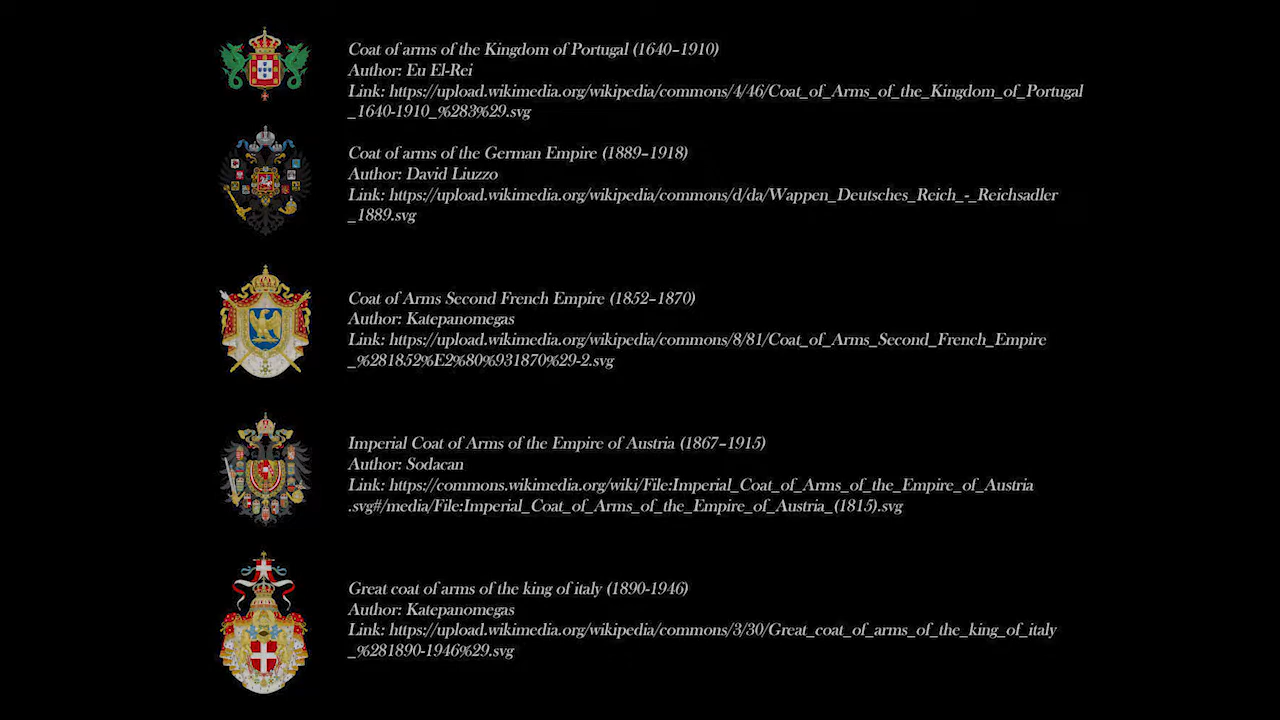 Coat of arms of the Kingdom of Portugal (1640–1910)
Author: Eu El-Rei
Link: https://upload.wikimedia.org/wikipedia/commons/4/46/Coat_of_Arms_of_the_Kingdom_of_Portugal
_1640-1910_%283%29.svg
Coat of arms of the German Empire (1889–1918)
Author: David Liuzzo
Link: https://upload.wikimedia.org/wikipedia/commons/d/da/Wappen_Deutsches_Reich_-_Reichsadler
_1889.svg
Coat of Arms Second French Empire (1852–1870)
Author: Katepanomegas
Link: https://upload.wikimedia.org/wikipedia/commons/8/81/Coat_of_Arms_Second_French_Empire
_%281852%E2%80%931870%29-2.svg
Imperial Coat of Arms of the Empire of Austria (1867–1915)
Author: Sodacan
Link: https://commons.wikimedia.org/wiki/File:Imperial_Coat_of_Arms_of_the_Empire_of_Austria
.svg#/media/File:Imperial_Coat_of_Arms_of_the_Empire_of_Austria_(1815).svg
Great coat of arms of the king of italy (1890-1946)
Author: Katepanomegas
Link: https://upload.wikimedia.org/wikipedia/commons/3/30/Great_coat_of_arms_of_the_king_of_italy
_%281890-1946%29.svg